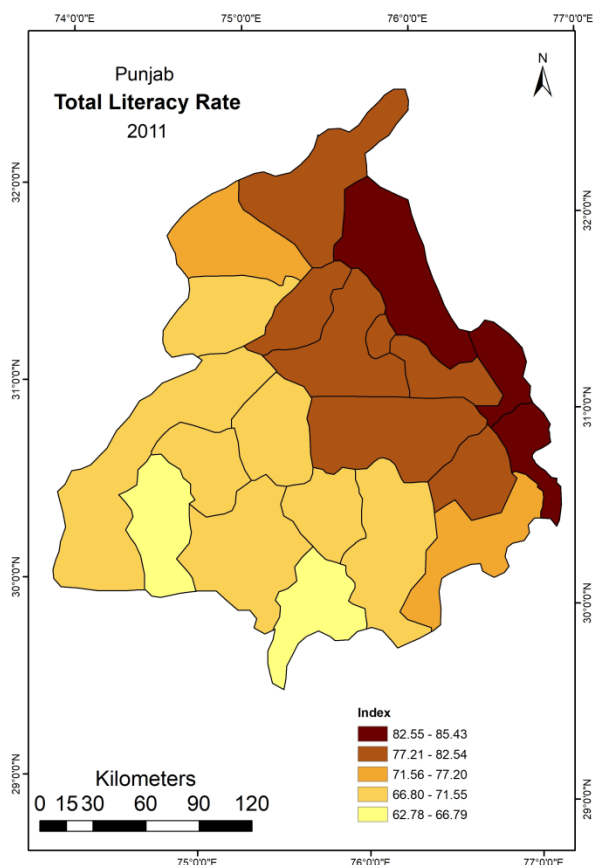 74°0'0"E 75°0'0"E 76°0'0"E 77°0'0"E
Punjab
Total Literacy Rate
2011
N
32°0'0"N
32°0'0"N
31°0'0"N
31°0'0"N
30°0'0"N
30°0'0"N
29°0'0"N
29°0'0"N
Index
82.55 - 85.43
77.21 - 82.54
71.56 - 77.20
66.80 - 71.55
62.78 - 66.79
Kilometers
0 15 30 60 90 120
75°0'0"E 76°0'0"E 77°0'0"E